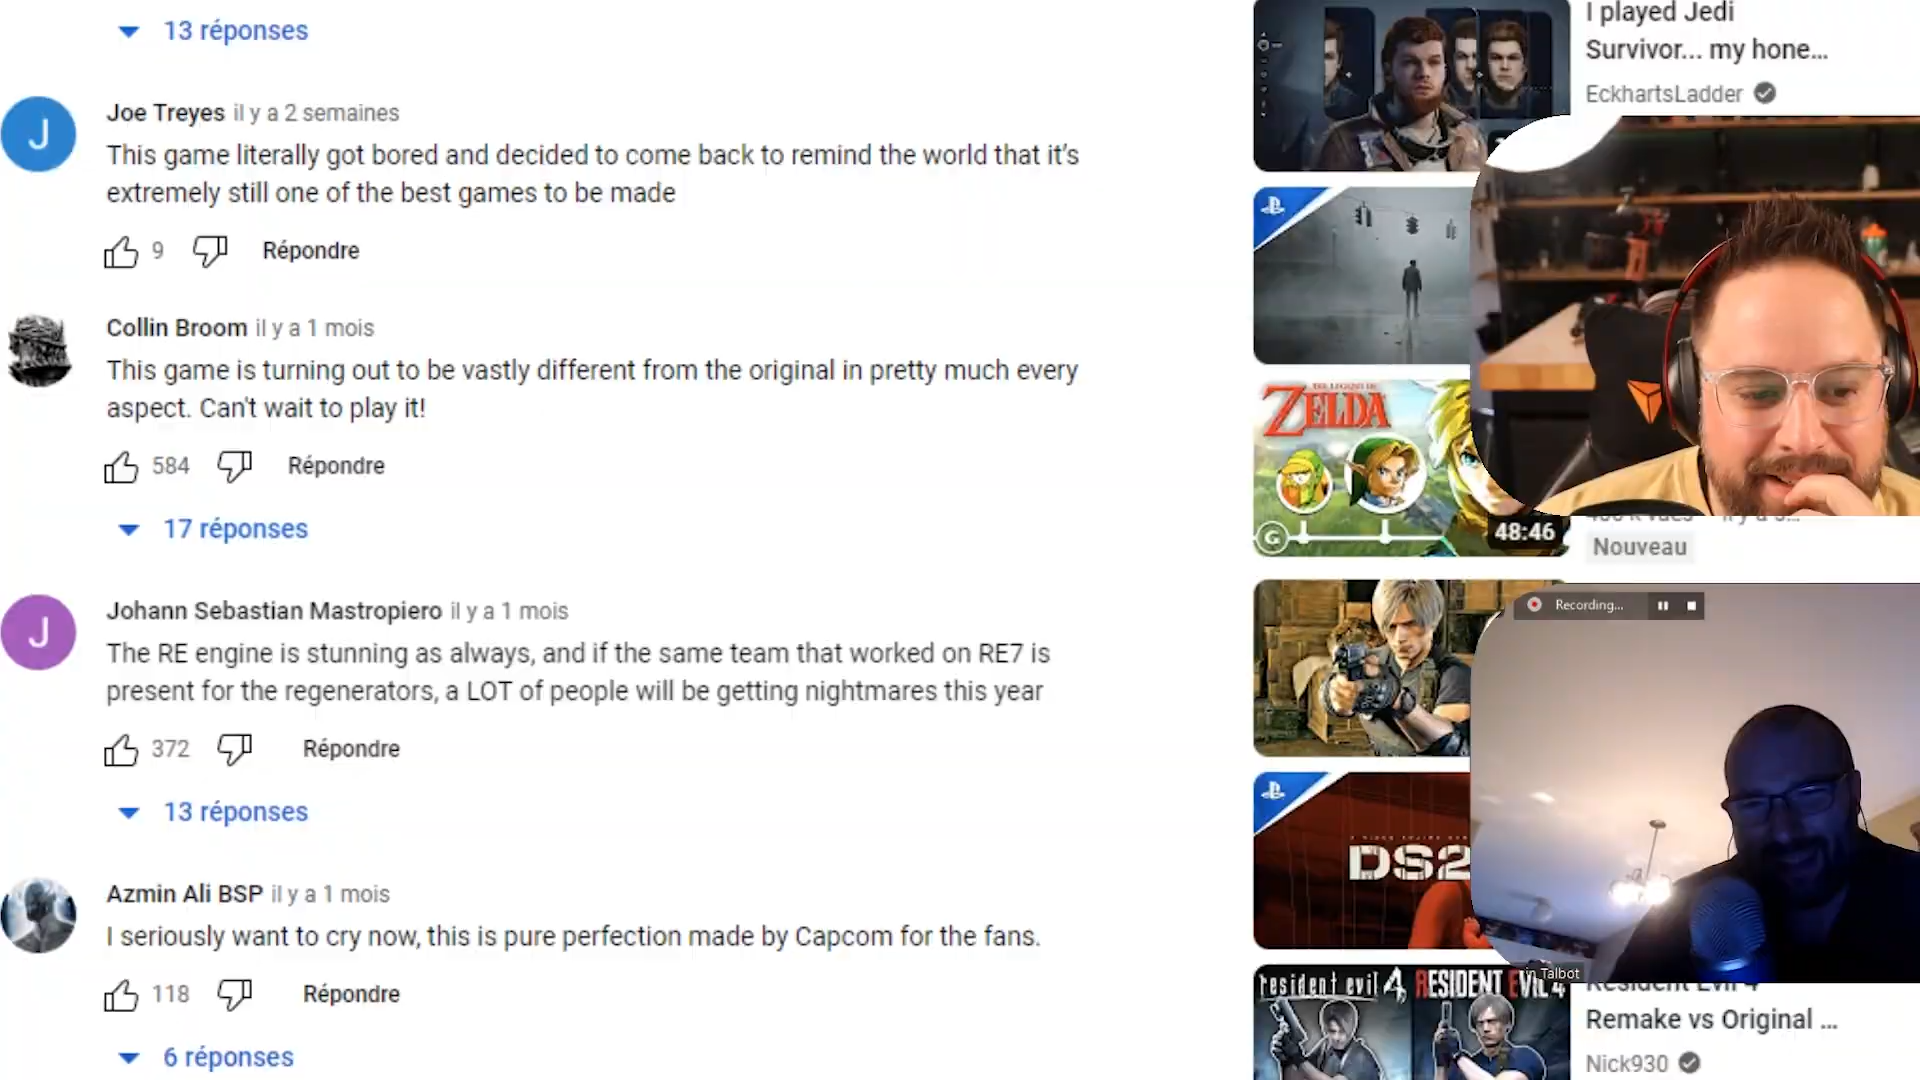 13 réponses
J
Joe Treyes il y a 2 semaines
This game literally got bored and decided to come back to remind the world that it's
extremely still one of the best games to be made
9 Répondre
Collin Broom il y a 1 mois
This game is turning out to be vastly different from the original in pretty much every
aspect. Can't wait to play it!
584 Répondre
17 réponses
J
Johann Sebastian Mastropiero il y a 1 mois
The RE engine is stunning as always, and if the same team that worked on RE7 is
present for the regenerators, a LOT of people will be getting nightmares this year
372 Répondre
13 réponses
Azmin Ali BSP il y a 1 mois
I seriously want to cry now, this is pure perfection made by Capcom for the fans.
118 Répondre
6 réponses
I played Jedi
Survivor... my hone...
EckhartsLadder
THE LEGEND OF
ZELDA
G
48:46
Nouveau
Recording...
DS2
Talbot
resident evil 4 RESIDENT EVIL 4
Resident Evil 4
Remake vs Original ...
Nick930